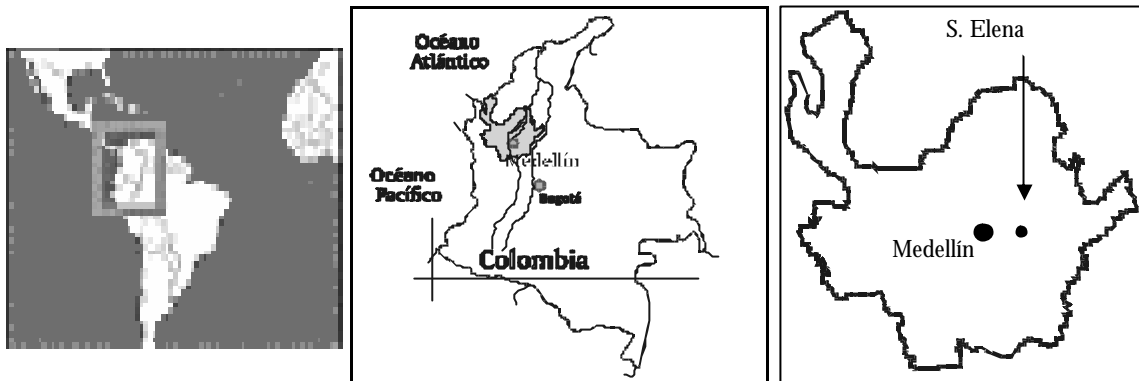 Océano
Atlántico
Medellín
Océano
Pacífico
Bogotá
Colombia
S. Elena
Medellín